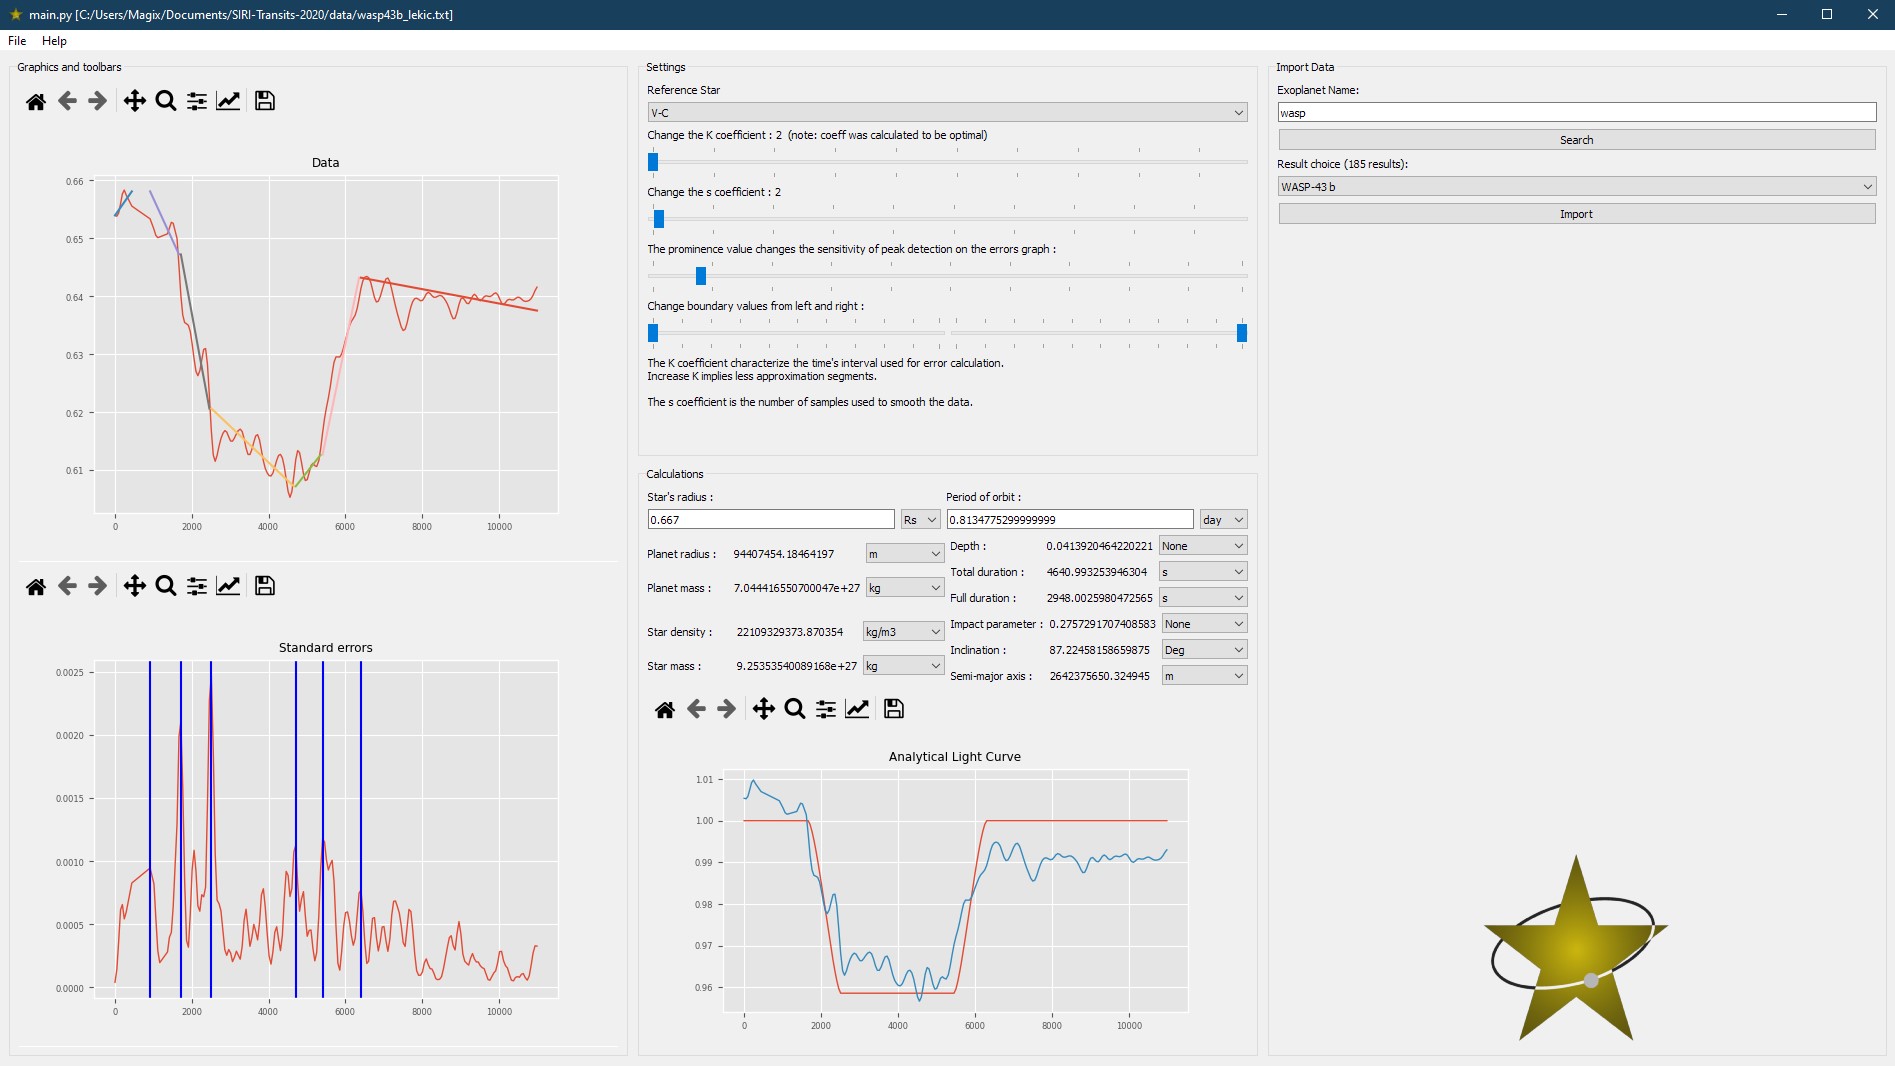 main.py [C:/Users/Magix/Documents/SIRI-Transits-2020/data/wasp43b_lekic.txt]
File Help
Graphics and toolbars
Data
0.66
0.65
0.64
0.63
0.62
0.61
0 2000 4000 6000 8000 10000
Standard errors
0.0025
0.0020
0.0015
0.0010
0.0005
0.0000
0 2000 4000 6000 8000 10000
Settings
Reference Star
V-C
Change the K coefficient : 2 (note: coeff was calculated to be optimal)
Change the s coefficient : 2
The prominence value changes the sensitivity of peak detection on the errors graph :
Change boundary values from left and right :
The K coefficient characterize the time's interval used for error calculation.
Increase K implies less approximation segments.
The s coefficient is the number of samples used to smooth the data.
Calculations
Star's radius : Period of orbit :
0.667 Rs 0.8134775299999999 day
Planet radius : 94407454.18464197 m
Planet mass : 7.044416550700047e+27 kg
Star density : 22109329373.870354 kg/m3
Star mass : 9.25353540089168e+27 kg
Depth : 0.0413920464220221 None
Total duration : 4640.993253946304 s
Full duration : 2948.0025980472565 s
Impact parameter : 0.2757291707408583 None
Inclination : 87.22458158659875 Deg
Semi-major axis : 2642375650.324945 m
Analytical Light Curve
1.01
1.00
0.99
0.98
0.97
0.96
0 2000 4000 6000 8000 10000
Import Data
Exoplanet Name:
wasp
Search
Result choice (185 results):
WASP-43 b
Import